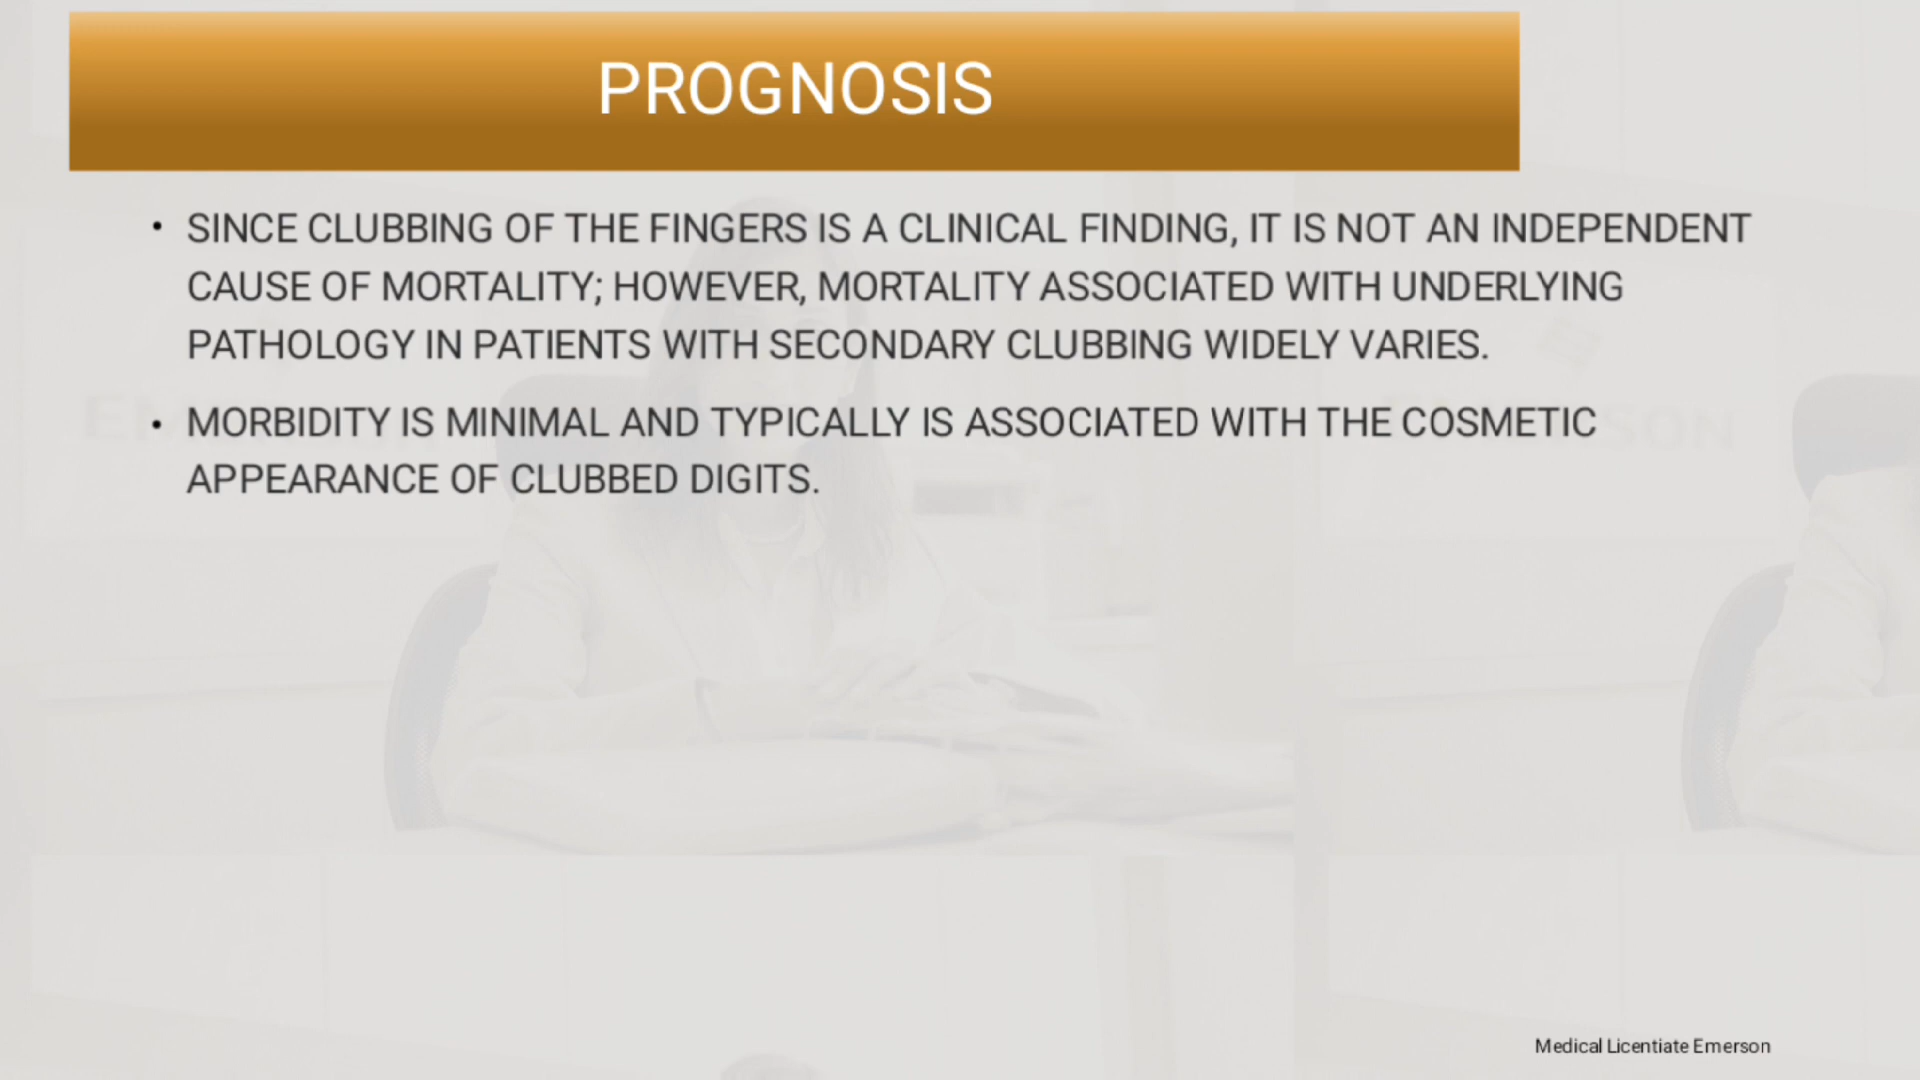 PROGNOSIS
• SINCE CLUBBING OF THE FINGERS IS A CLINICAL FINDING, IT IS NOT AN INDEPENDENT
CAUSE OF MORTALITY; HOWEVER, MORTALITY ASSOCIATED WITH UNDERLYING
PATHOLOGY IN PATIENTS WITH SECONDARY CLUBBING WIDELY VARIES.
• MORBIDITY IS MINIMAL AND TYPICALLY IS ASSOCIATED WITH THE COSMETIC
APPEARANCE OF CLUBBED DIGITS.
Medical Licentiate Emerson